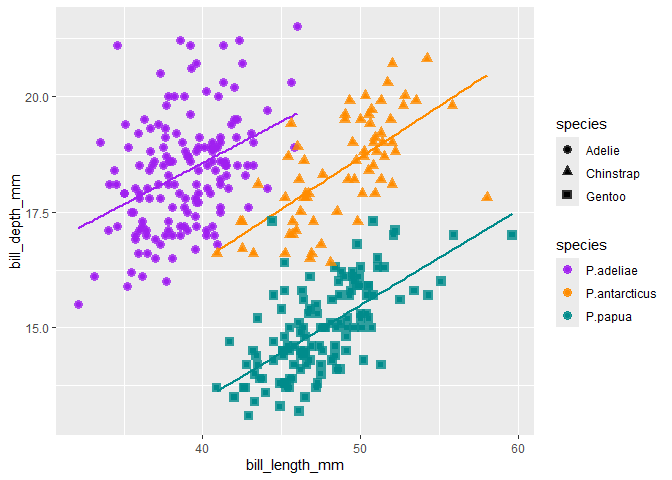 20.0
17.5
15.0
bill_depth_mm
40
50
60
bill_length_mm
species
Adelie
Chinstrap
Gentoo
species
P.adeliae
P.antarcticus
P.papua